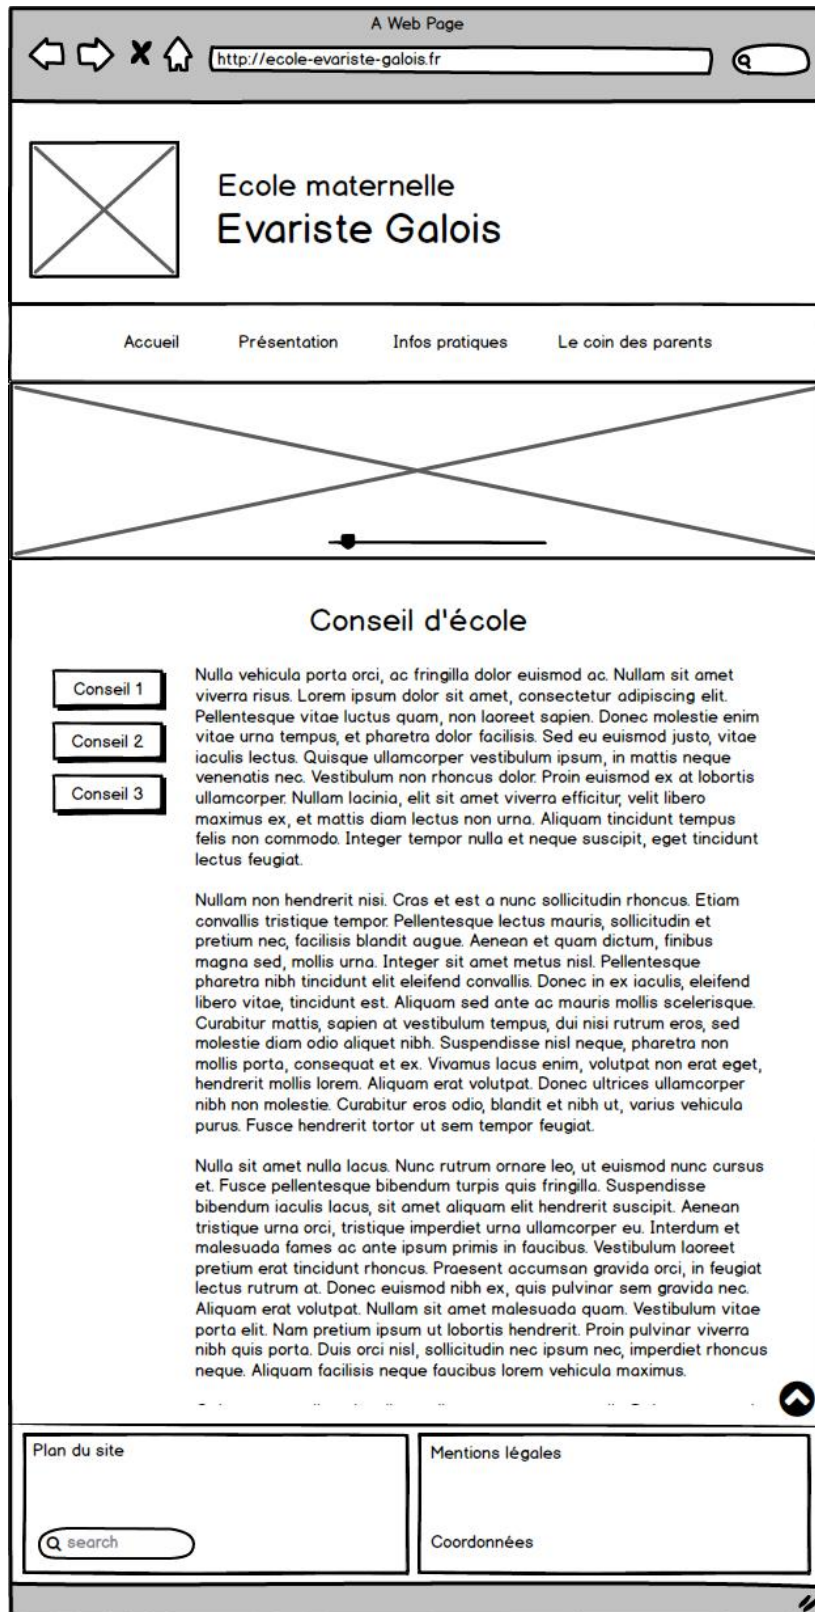 A Web Page
http://ecole-evariste-galois.fr
Ecole maternelle
Evariste Galois
Accueil Présentation Infos pratiques Le coin des parents
Conseil d'école
Conseil 1
Conseil 2
Conseil 3
Nulla vehicula porta orci, ac fringilla dolor euismod ac. Nullam sit amet
viverra risus. Lorem ipsum dolor sit amet, consectetur adipiscing elit.
Pellentesque vitae luctus quam, non laoreet sapien. Donec molestie enim
vitae urna tempus, et pharetra dolor facilisis. Sed eu euismod justo, vitae
iaculis lectus. Quisque ullamcorper vestibulum ipsum, in mattis neque
venenatis nec. Vestibulum non rhoncus dolor. Proin euismod ex at lobortis
ullamcorper. Nullam lacinia, elit sit amet viverra efficitur, velit libero
maximus ex, et mattis diam lectus non urna. Aliquam tincidunt tempus
felis non commodo. Integer tempor nulla et neque suscipit, eget tincidunt
lectus feugiat.
Nullam non hendrerit nisi. Cras et est a nunc sollicitudin rhoncus. Etiam
convallis tristique tempor. Pellentesque lectus mauris, sollicitudin et
pretium nec, facilisis blandit augue. Aenean et quam dictum, finibus
magna sed, mollis urna. Integer sit amet metus nisl. Pellentesque
pharetra nibh tincidunt elit eleifend convallis. Donec in ex iaculis, eleifend
libero vitae, tincidunt est. Aliquam sed ante ac mauris mollis scelerisque.
Curabitur mattis, sapien at vestibulum tempus, dui nisi rutrum eros, sed
molestie diam odio aliquet nibh. Suspendisse nisl neque, pharetra non
mollis porta, consequat et ex. Vivamus lacus enim, volutpat non erat eget,
hendrerit mollis lorem. Aliquam erat volutpat. Donec ultrices ullamcorper
nibh non molestie. Curabitur eros odio, blandit et nibh ut, varius vehicula
purus. Fusce hendrerit tortor ut sem tempor feugiat.
Nulla sit amet nulla lacus. Nunc rutrum ornare leo, ut euismod nunc cursus
et. Fusce pellentesque bibendum turpis quis fringilla. Suspendisse
bibendum iaculis lacus, sit amet aliquam elit hendrerit suscipit. Aenean
tristique urna orci, tristique imperdiet urna ullamcorper eu. Interdum et
malesuada fames ac ante ipsum primis in faucibus. Vestibulum laoreet
pretium erat tincidunt rhoncus. Praesent accumsan gravida orci, in feugiat
lectus rutrum at. Donec euismod nibh ex, quis pulvinar sem gravida nec.
Aliquam erat volutpat. Nullam sit amet malesuada quam. Vestibulum vitae
porta elit. Nam pretium ipsum ut lobortis hendrerit. Proin pulvinar viverra
nibh quis porta. Duis orci nisl, sollicitudin nec ipsum nec, imperdiet rhoncus
neque. Aliquam facilisis neque faucibus lorem vehicula maximus.
Plan du site
search
Mentions légales
Coordonnées